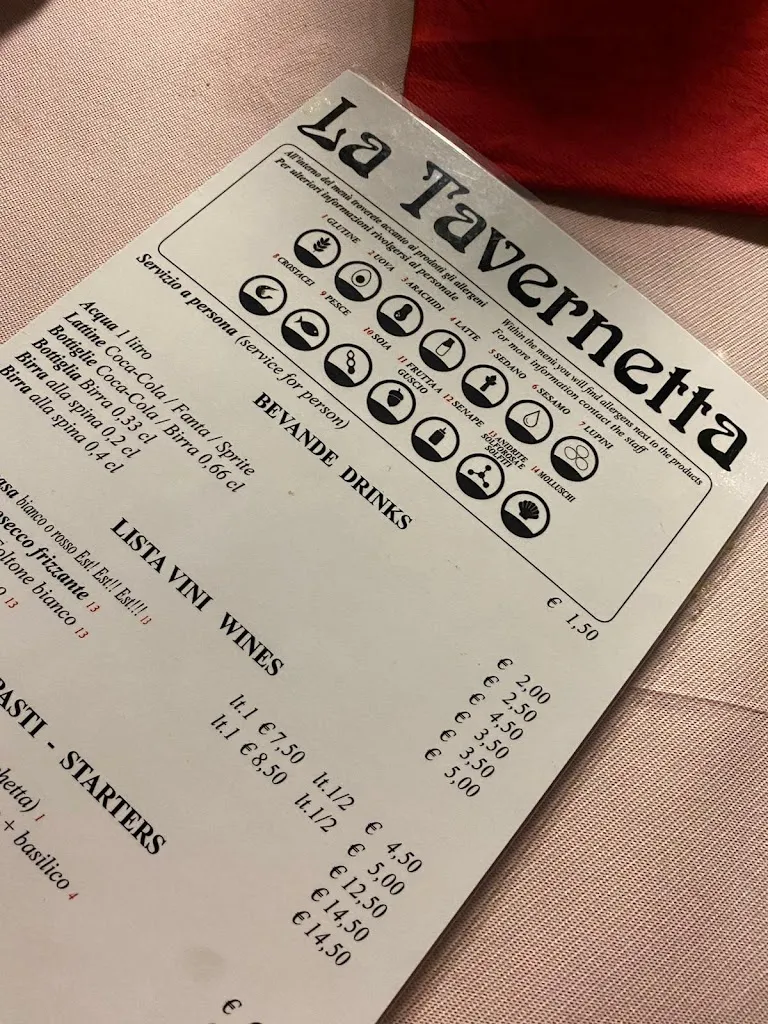 La Tavernetta
All'interno del menù troverete accanto ai prodotti gli allergeni
Per ulteriori informazioni rivolgersi al personale
Within the menù you will find allergens next to the products
For more information contact the staff
1 GLUTENE 2 UOVA 3 ARACHIDI 4 LATTE 5 SEDANO 6 SESAMO 7 LUPINI
8 CROSTACEI 9 PESCE 10 SOIA 11 FRUTTA A GUSCIO 12 SENAPE 13 ANIDRITE SOLFOROSA E SOLFITI 14 MOLLUSCHI
Servizio a persona (service for person) € 1,50
BEVANDE DRINKS
Acqua 1 litro € 2,00
Latine Coca-Cola / Fanta / Sprite € 2,50
Bottiglie Coca-Cola / Birra 0,66 cl € 4,50
Bottiglia Birra 0,33 cl € 3,50
Birra alla spina 0,2 cl € 3,50
Birra alla spina 0,4 cl € 5,00
LISTA VINI WINES
bianco o rosso Est! Est!! Est!!! 13 lt.1 €7,50 lt.1/2 € 4,50
frizzante 13 lt.1 €8,50 lt.1/2 € 5,00
bianco 13 €12,50
13 €14,50
€14,50
STARTERS
1
+ basilico 4
€